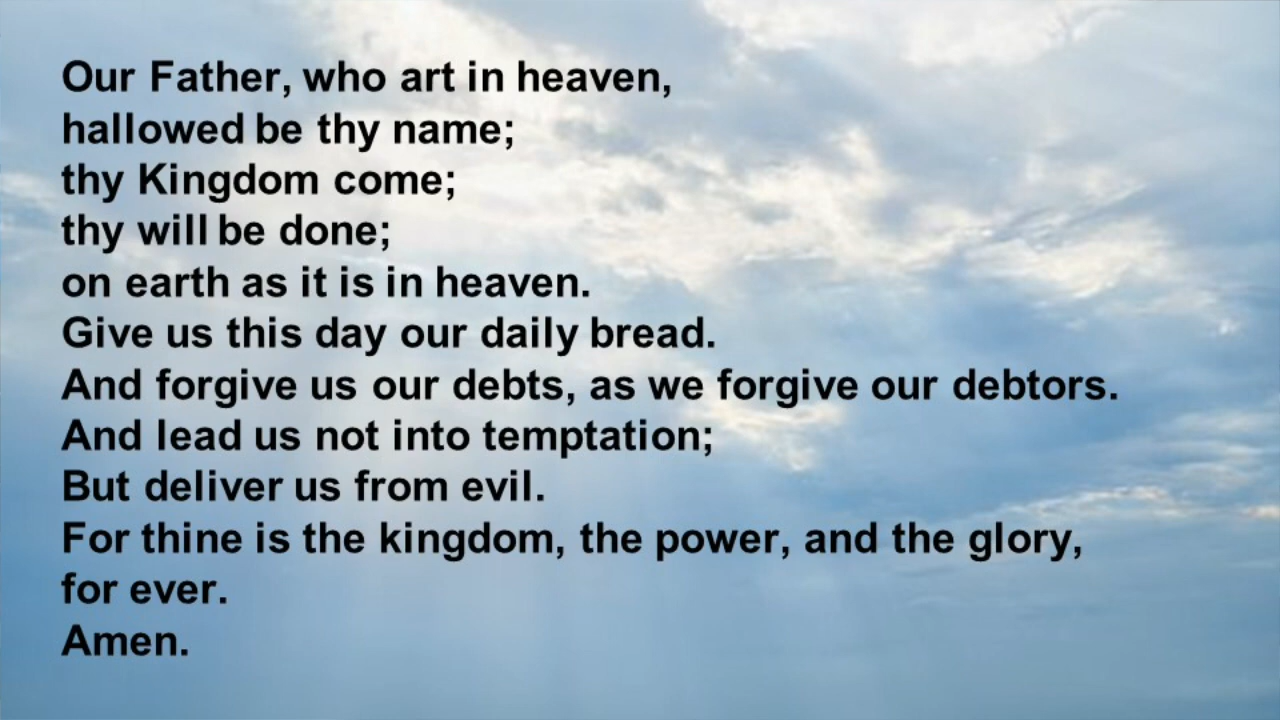 Our Father, who art in heaven,
hallowed be thy name;
thy Kingdom come;
thy will be done;
on earth as it is in heaven.
Give us this day our daily bread.
And forgive us our debts, as we forgive our debtors.
And lead us not into temptation;
But deliver us from evil.
For thine is the kingdom, the power, and the glory,
for ever.
Amen.